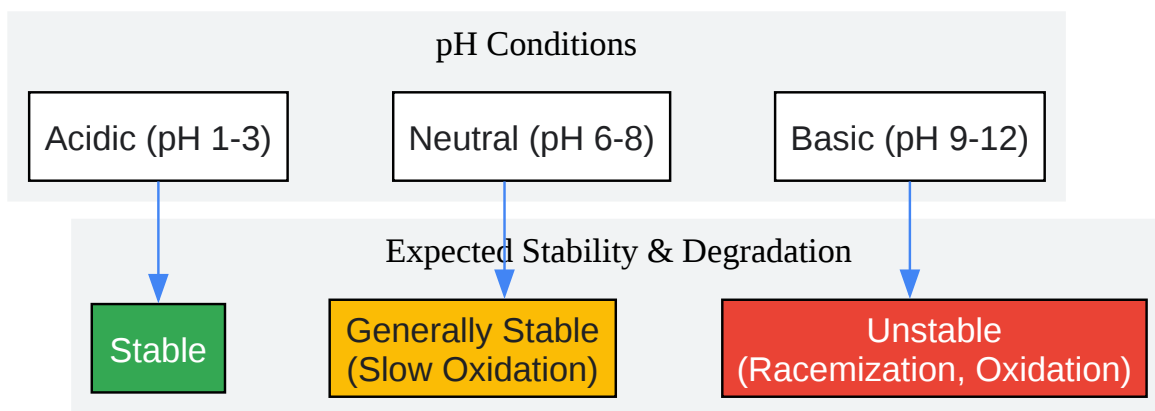 pH Conditions
Acidic (pH 1-3)
Neutral (pH 6-8)
Basic (pH 9-12)
Expected Stability & Degradation
Stable
Generally Stable
(Slow Oxidation)
Unstable
(Racemization, Oxidation)